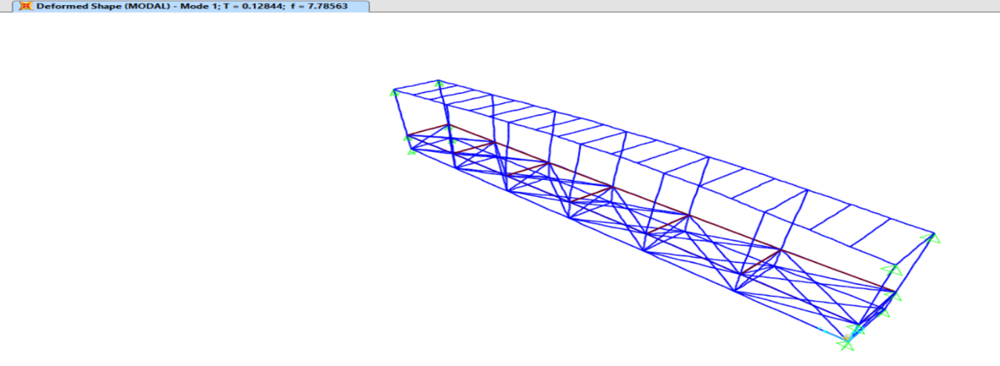 Deformed Shape (MODAL) - Mode 1; T = 0.12844; f = 7.78563